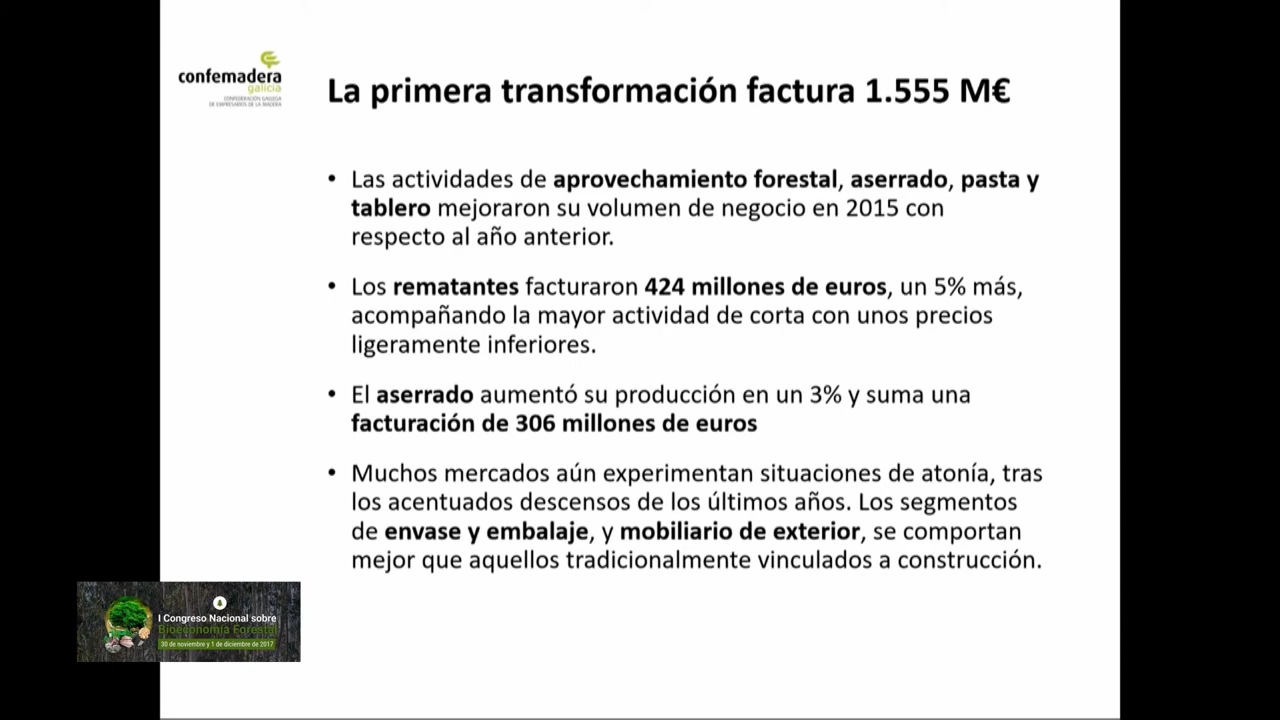 confemadera
galicia
CONFEDERACIÓN GALLEGA
DE EMPRESARIOS DE LA MADERA
La primera transformación factura 1.555 M€
• Las actividades de aprovechamiento forestal, aserrado, pasta y
tablero mejoraron su volumen de negocio en 2015 con
respecto al año anterior.
• Los rematantes facturaron 424 millones de euros, un 5% más,
acompañando la mayor actividad de corta con unos precios
ligeramente inferiores.
• El aserrado aumentó su producción en un 3% y suma una
facturación de 306 millones de euros
• Muchos mercados aún experimentan situaciones de atonía, tras
los acentuados descensos de los últimos años. Los segmentos
de envase y embalaje, y mobiliario de exterior, se comportan
mejor que aquellos tradicionalmente vinculados a construcción.
I Congreso Nacional sobre
Bioeconomía Forestal
30 de noviembre y 1 de diciembre de 2017